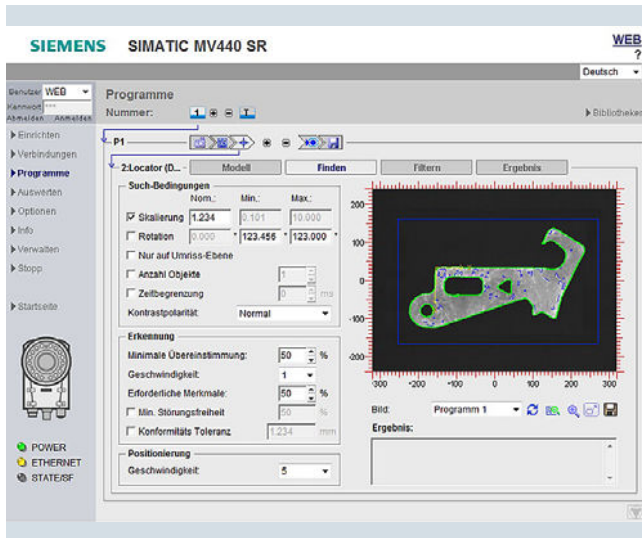 SIEMENS SIMATIC MV440 SR
WEB
?
Deutsch
Benutzer WEB
Kennwort ***
Abmelden Anmelden
Programme
Nummer: 1
Bibliotheken
Einrichten
Verbindungen
Programme
Auswerten
Optionen
Info
Verwalten
Stopp
Startseite
POWER
ETHERNET
STATE/SF
P1
2:Locator (D... Modell Finden Filtern Ergebnis
Such-Bedingungen
Nom.: Min.: Max.:
Skalierung 1.234 0.101 10.000
Rotation 0.000 ° 123.456 ° 123.000 °
Nur auf Umriss-Ebene
Anzahl Objekte 1
Zeitbegrenzung 0 ms
Kontrastpolarität: Normal
Erkennung
Minimale Übereinstimmung: 50 %
Geschwindigkeit: 1
Erforderliche Merkmale: 50 %
Min. Störungsfreiheit 50 %
Konformitäts Toleranz 1.234 mm
Positionierung
Geschwindigkeit: 5
200
100
0
-100
-200
-300 -200 -100 0 100 200 300
Bild: Programm 1
Ergebnis: